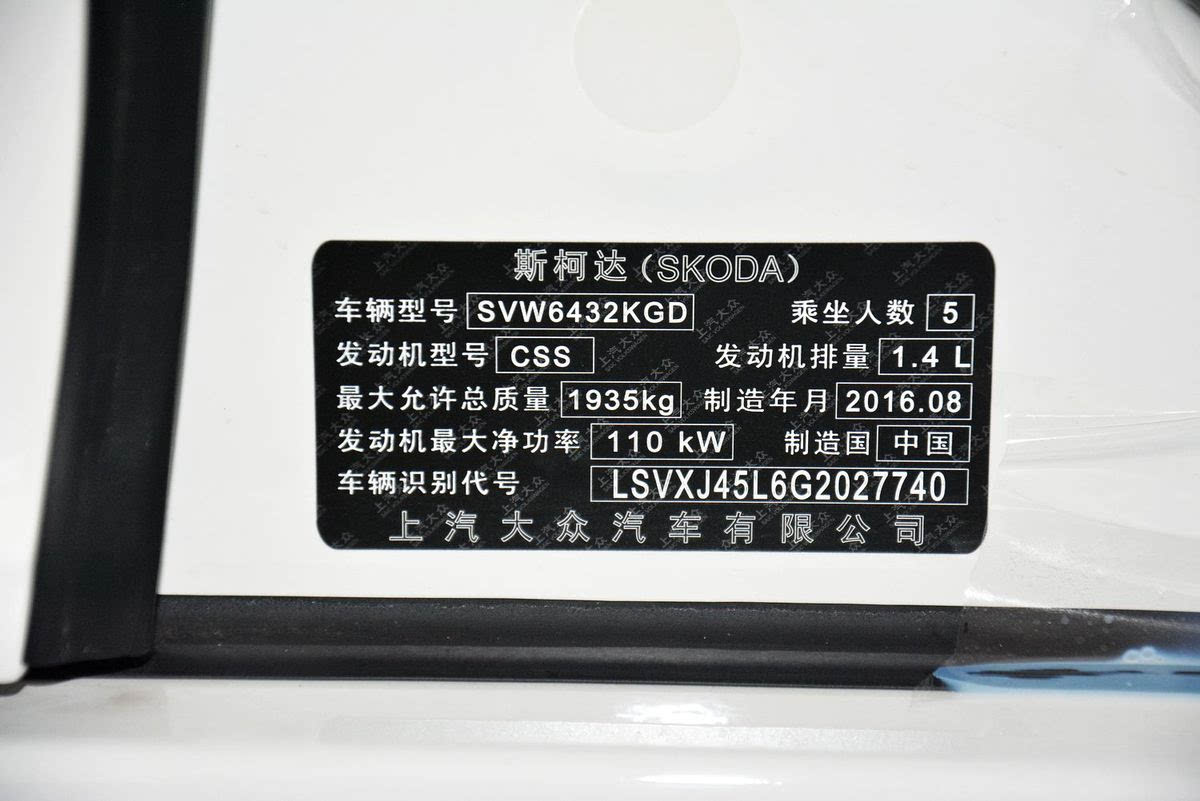 斯柯达(SKODA)
车辆型号 SVW6432KGD 乘坐人数 5
发动机型号 CSS 发动机排量 1.4 L
最大允许总质量 1935kg 制造年月 2016.08
发动机最大净功率 110 kW 制造国 中国
车辆识别代号 LSVXJ45L6G2027740
上汽大众汽车有限公司